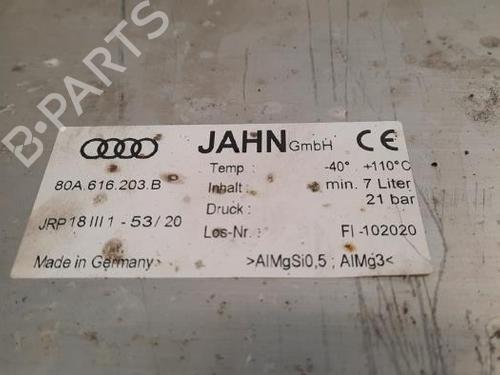 B-PARTS
JAHN GmbH CE
80A.616.203.B
Temp : -40° +110°C
Inhalt : min. 7 Liter
Druck : 21 bar
JRP 18 III 1 - 53/20
Los-Nr. : FI-102020
Made in Germany
>AlMgSi0,5 ; AlMg3<